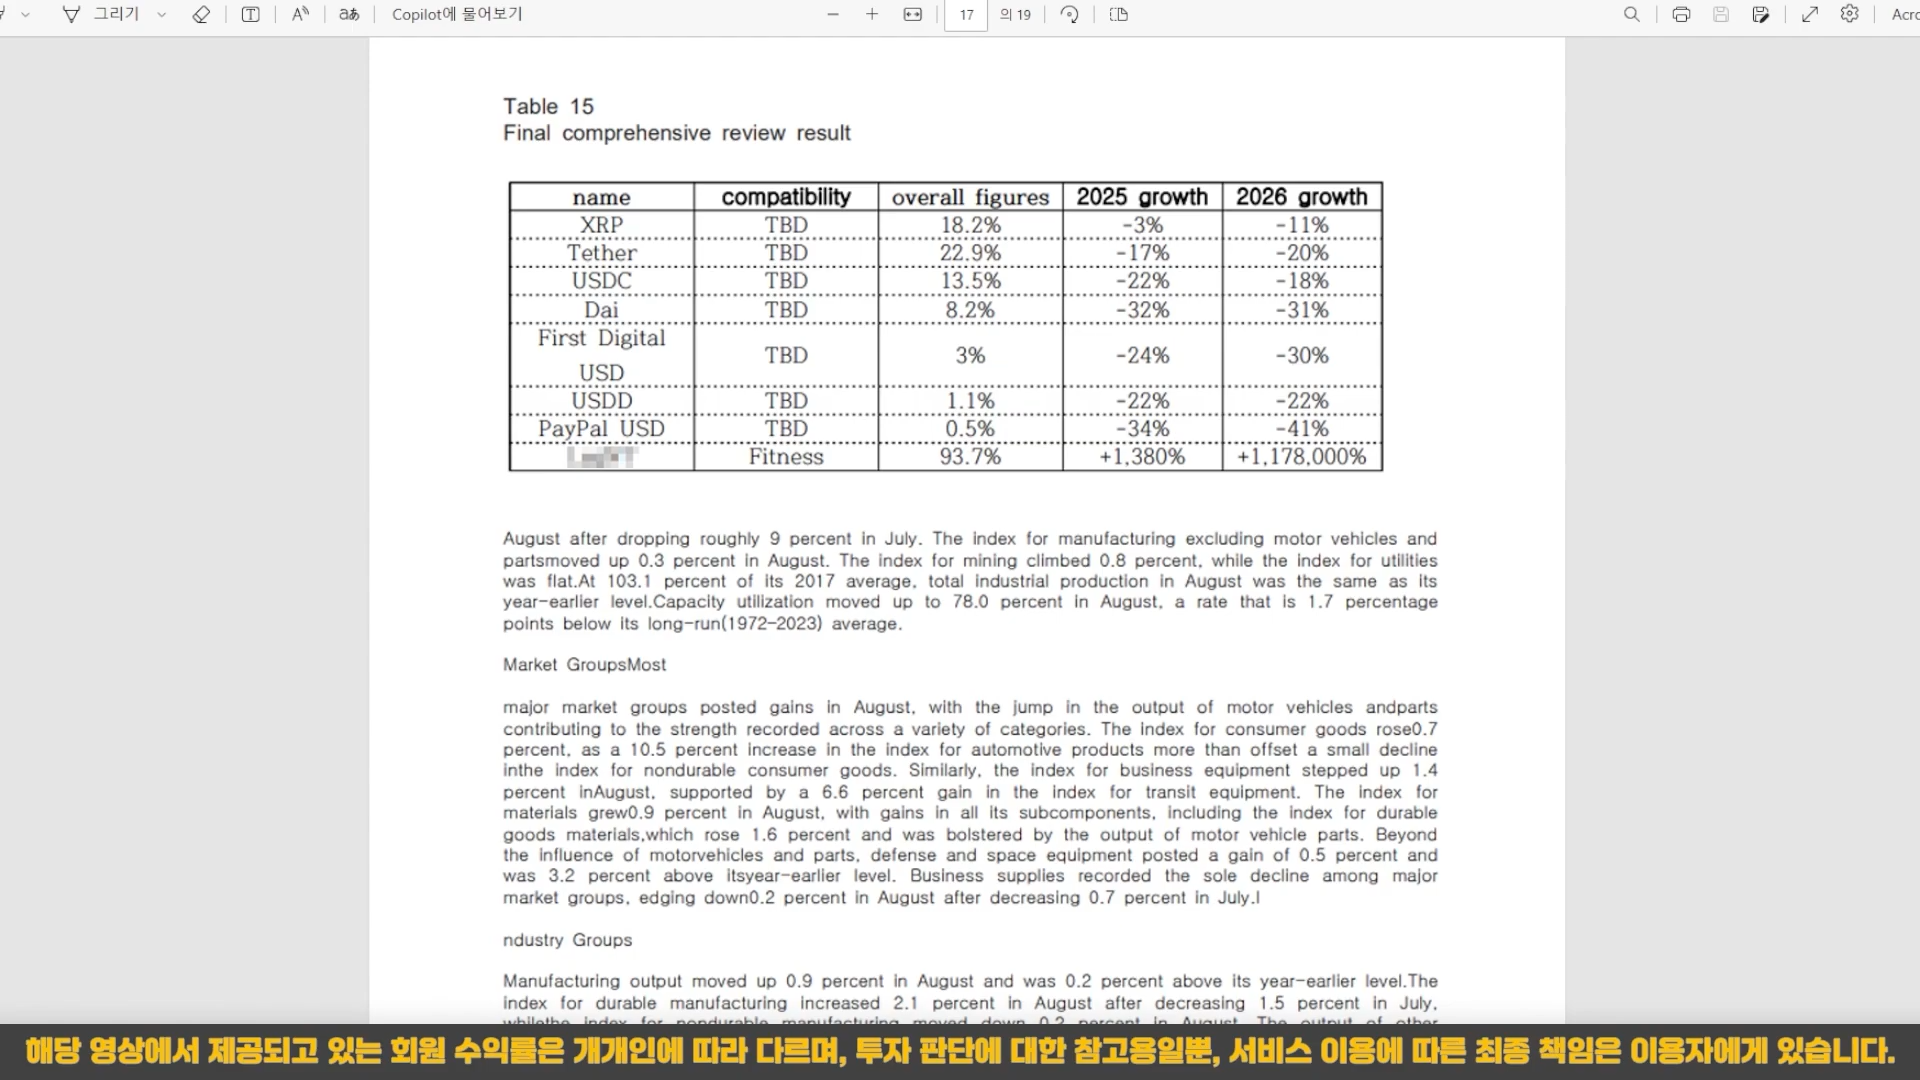 그리기 Copilot에 물어보기 17 의 19
Table 15
Final comprehensive review result
name compatibility overall figures 2025 growth 2026 growth
XRP TBD 18.2% -3% -11%
Tether TBD 22.9% -17% -20%
USDC TBD 13.5% -22% -18%
Dai TBD 8.2% -32% -31%
First Digital USD TBD 3% -24% -30%
USDD TBD 1.1% -22% -22%
PayPal USD TBD 0.5% -34% -41%
Fitness 93.7% +1,380% +1,178,000%
August after dropping roughly 9 percent in July. The index for manufacturing excluding motor vehicles and
partsmoved up 0.3 percent in August. The index for mining climbed 0.8 percent, while the index for utilities
was flat.At 103.1 percent of its 2017 average, total industrial production in August was the same as its
year-earlier level.Capacity utilization moved up to 78.0 percent in August, a rate that is 1.7 percentage
points below its long-run(1972-2023) average.
Market GroupsMost
major market groups posted gains in August, with the jump in the output of motor vehicles andparts
contributing to the strength recorded across a variety of categories. The index for consumer goods rose0.7
percent, as a 10.5 percent increase in the index for automotive products more than offset a small decline
inthe index for nondurable consumer goods. Similarly, the index for business equipment stepped up 1.4
percent inAugust, supported by a 6.6 percent gain in the index for transit equipment. The index for
materials grew0.9 percent in August, with gains in all its subcomponents, including the index for durable
goods materials,which rose 1.6 percent and was bolstered by the output of motor vehicle parts. Beyond
the influence of motorvehicles and parts, defense and space equipment posted a gain of 0.5 percent and
was 3.2 percent above itsyear-earlier level. Business supplies recorded the sole decline among major
market groups, edging down0.2 percent in August after decreasing 0.7 percent in July.I
ndustry Groups
Manufacturing output moved up 0.9 percent in August and was 0.2 percent above its year-earlier level.The
index for durable manufacturing increased 2.1 percent in August after decreasing 1.5 percent in July,
whilethe index for nondurable manufacturing moved down 0.2 percent in August. The output of other
해당 영상에서 제공되고 있는 회원 수익률은 개개인에 따라 다르며, 투자 판단에 대한 참고용일뿐, 서비스 이용에 따른 최종 책임은 이용자에게 있습니다.